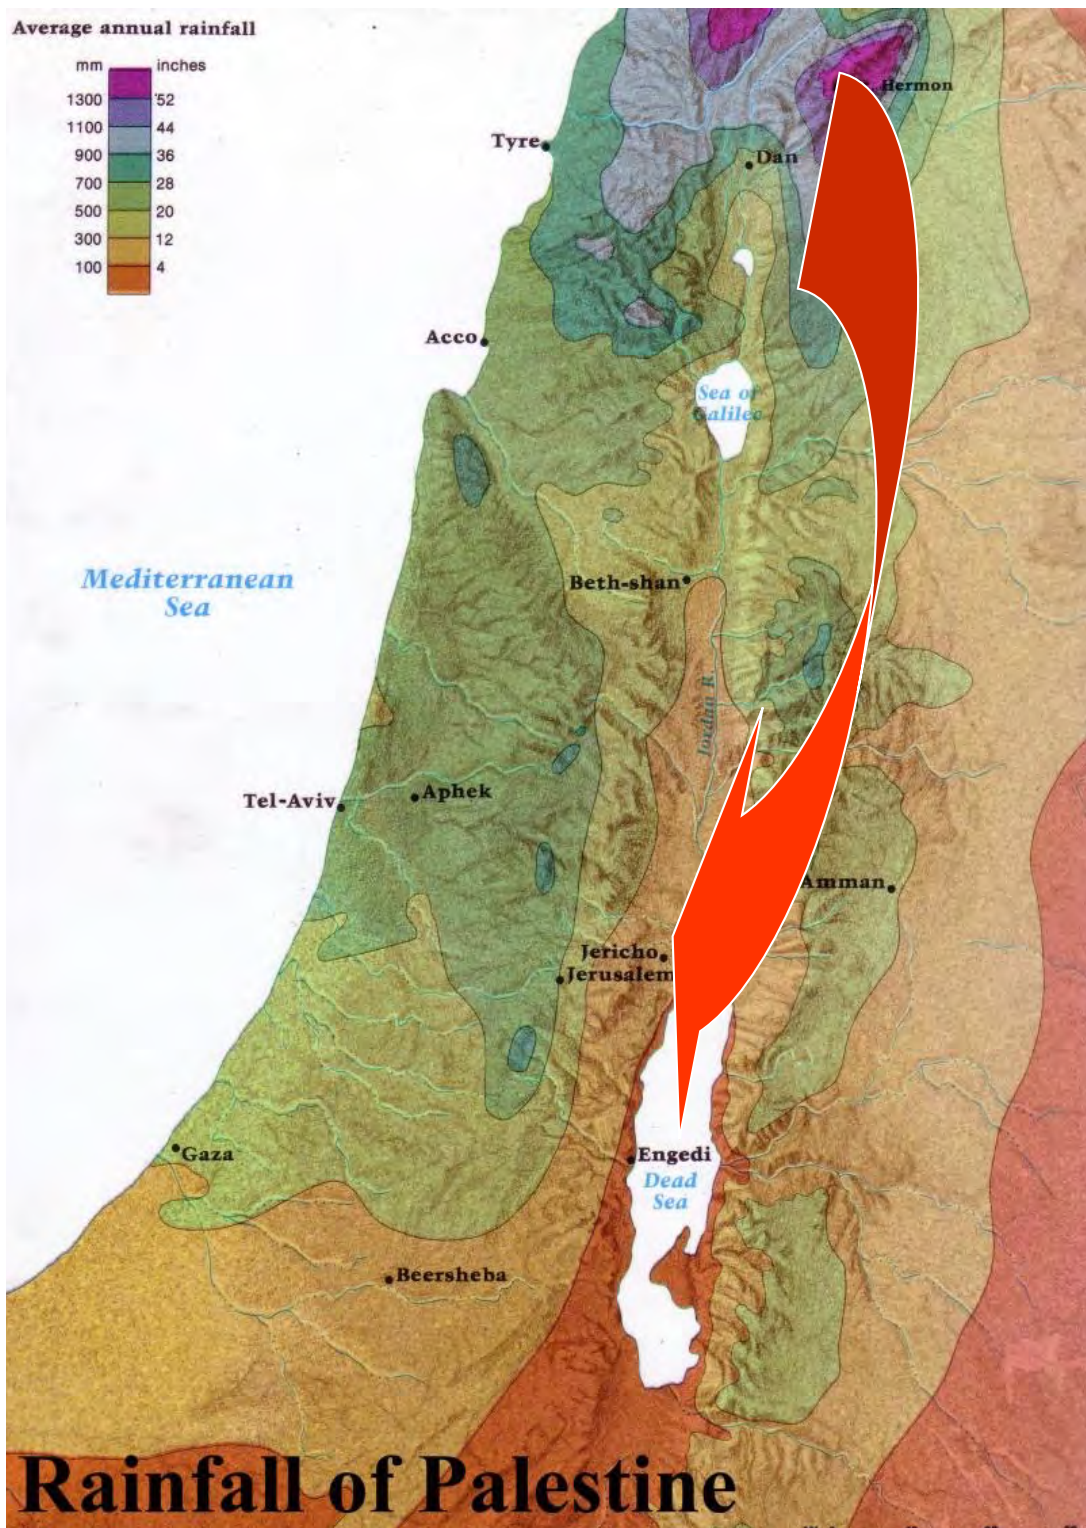 Average annual rainfall
mm inches
1300 52
1100 44
900 36
700 28
500 20
300 12
100 4
Hermon
Tyre
Dan
Acco
Sea of
Galilee
Mediterranean
Sea
Beth-shan
Jordan R.
Tel-Aviv
Aphek
Amman
Jericho
Jerusalem
Gaza
Engedi
Dead
Sea
Beersheba
Rainfall of Palestine